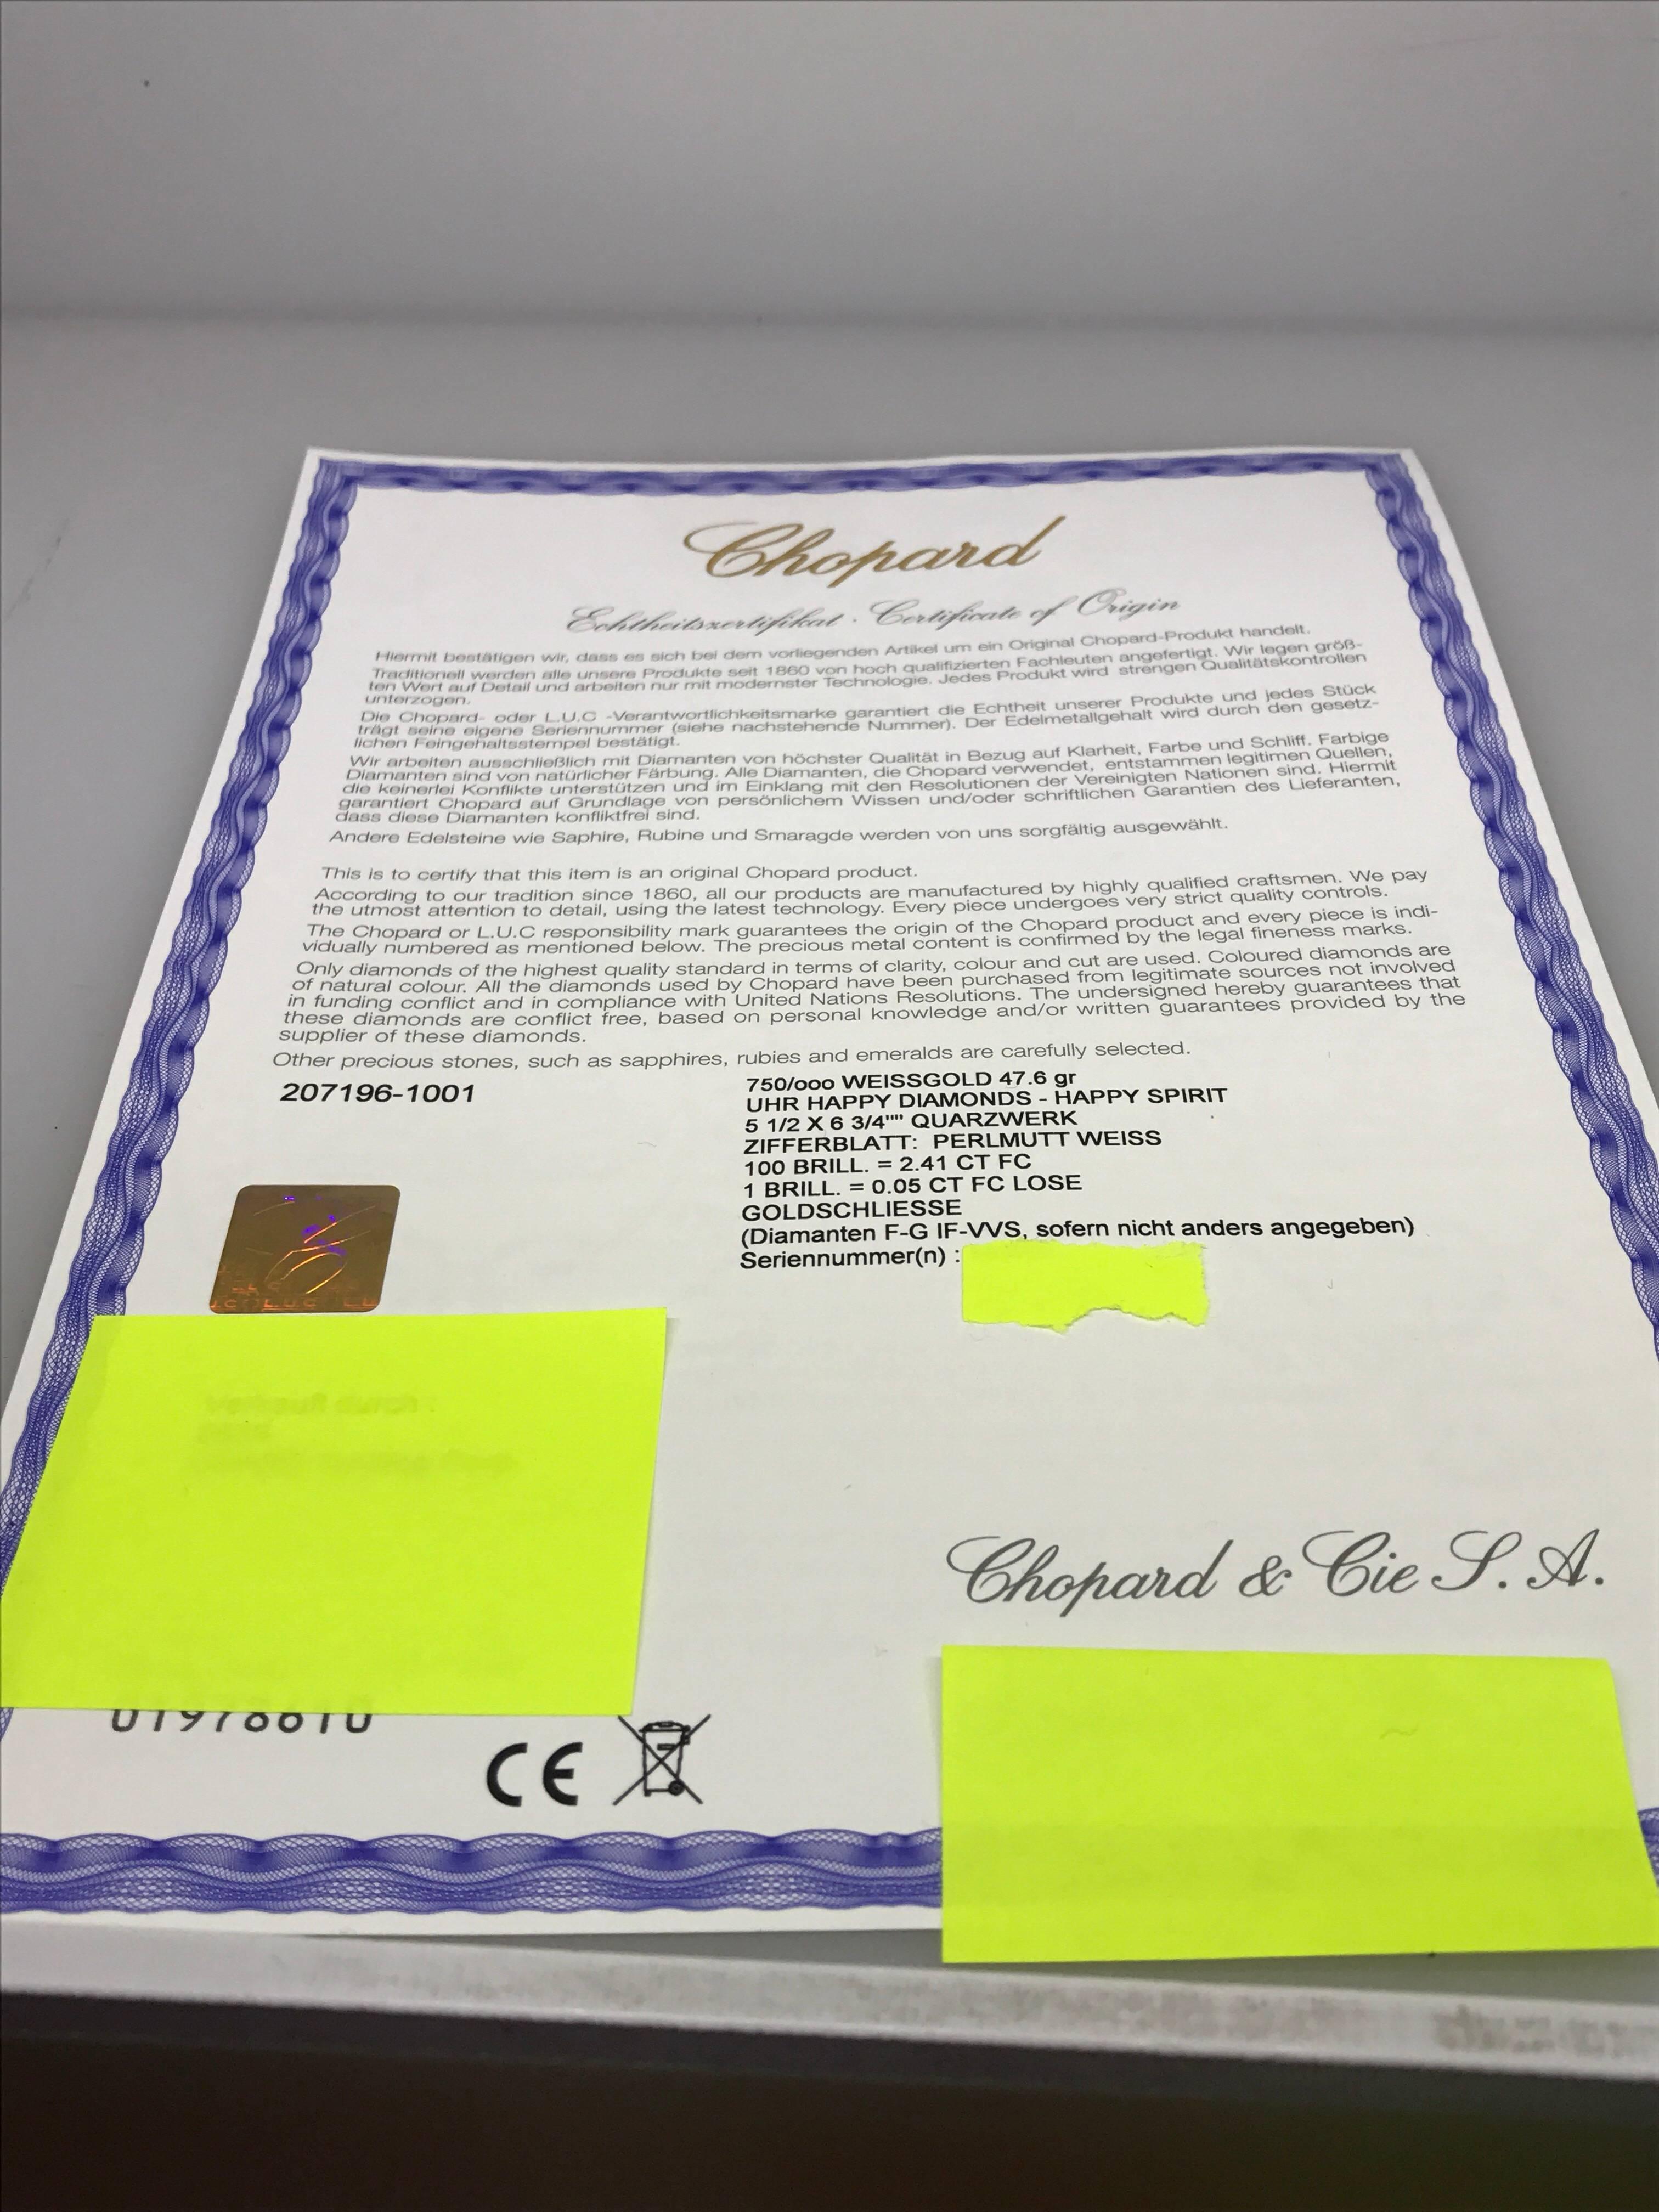 Chopard
Echtheitszertifikat · Certificate of Origin
Hiermit bestätigen wir, dass es sich bei dem vorliegenden Artikel um ein Original Chopard-Produkt handelt.
Traditionell werden alle unsere Produkte seit 1860 von hoch qualifizierten Fachleuten angefertigt. Wir legen größ-
ten Wert auf Detail und arbeiten nur mit modernster Technologie. Jedes Produkt wird strengen Qualitätskontrollen
unterzogen.
Die Chopard- oder L.U.C -Verantwortlichkeitsmarke garantiert die Echtheit unserer Produkte und jedes Stück
trägt seine eigene Seriennummer (siehe nachstehende Nummer). Der Edelmetallgehalt wird durch den gesetz-
lichen Feingehaltsstempel bestätigt.
Wir arbeiten ausschließlich mit Diamanten von höchster Qualität in Bezug auf Klarheit, Farbe und Schliff. Farbige
Diamanten sind von natürlicher Färbung. Alle Diamanten, die Chopard verwendet, entstammen legitimen Quellen,
die keinerlei Konflikte unterstützen und im Einklang mit den Resolutionen der Vereinigten Nationen sind. Hiermit
garantiert Chopard auf Grundlage von persönlichem Wissen und/oder schriftlichen Garantien des Lieferanten,
dass diese Diamanten konfliktfrei sind.
Andere Edelsteine wie Saphire, Rubine und Smaragde werden von uns sorgfältig ausgewählt.
This is to certify that this item is an original Chopard product.
According to our tradition since 1860, all our products are manufactured by highly qualified craftsmen. We pay
the utmost attention to detail, using the latest technology. Every piece undergoes very strict quality controls.
The Chopard or L.U.C responsibility mark guarantees the origin of the Chopard product and every piece is indi-
vidually numbered as mentioned below. The precious metal content is confirmed by the legal fineness marks.
Only diamonds of the highest quality standard in terms of clarity, colour and cut are used. Coloured diamonds are
of natural colour. All the diamonds used by Chopard have been purchased from legitimate sources not involved
in funding conflict and in compliance with United Nations Resolutions. The undersigned hereby guarantees that
these diamonds are conflict free, based on personal knowledge and/or written guarantees provided by the
supplier of these diamonds.
Other precious stones, such as sapphires, rubies and emeralds are carefully selected.
207196-1001
750/ooo WEISSGOLD 47.6 gr
UHR HAPPY DIAMONDS - HAPPY SPIRIT
5 1/2 X 6 3/4"" QUARZWERK
ZIFFERBLATT: PERLMUTT WEISS
100 BRILL. = 2.41 CT FC
1 BRILL. = 0.05 CT FC LOSE
GOLDSCHLIESSE
(Diamanten F-G IF-VVS, sofern nicht anders angegeben)
Seriennummer(n) :
Chopard & Cie S. A.
CE